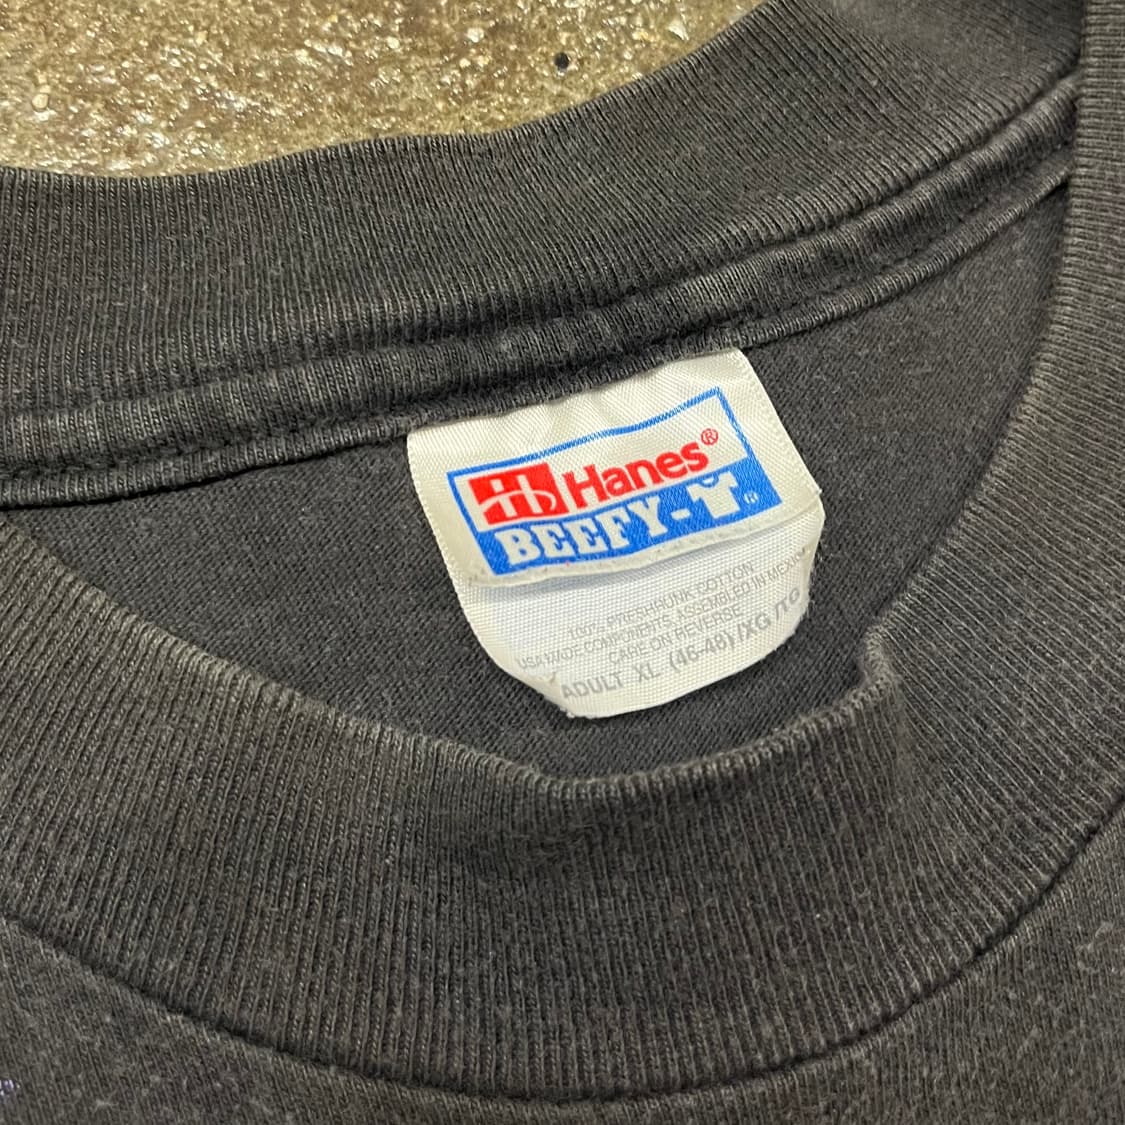 Hanes®
BEEFY-T®
100% PRESHRUNK COTTON
USA MADE COMPONENTS, ASSEMBLED IN MEXICO
CARE ON REVERSE
ADULT XL (46-48)/XG